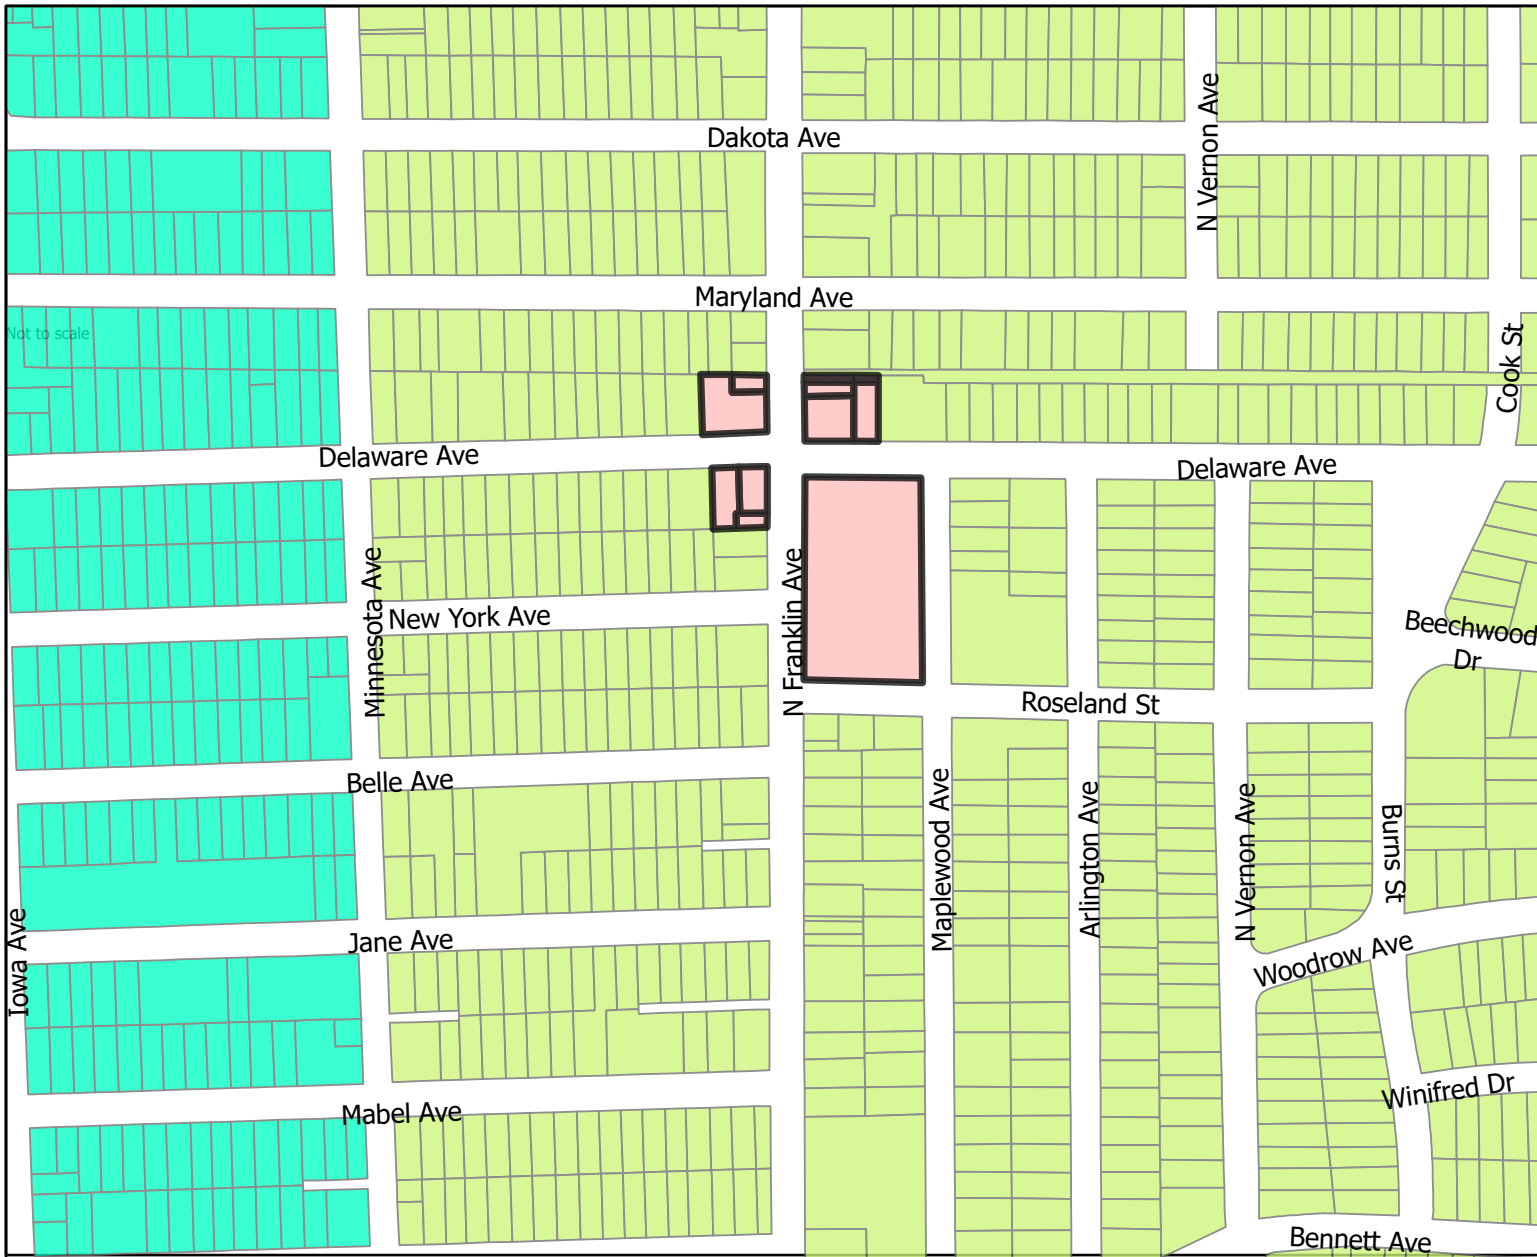 Dakota Ave
N Vernon Ave
Maryland Ave
Not to scale
Cook St
Delaware Ave
Delaware Ave
Minnesota Ave
New York Ave
N Franklin Ave
Beechwood
Dr
Roseland St
Belle Ave
Maplewood Ave
Arlington Ave
N Vernon Ave
Burns St
Iowa Ave
Jane Ave
Woodrow Ave
Mabel Ave
Winifred Dr
Bennett Ave